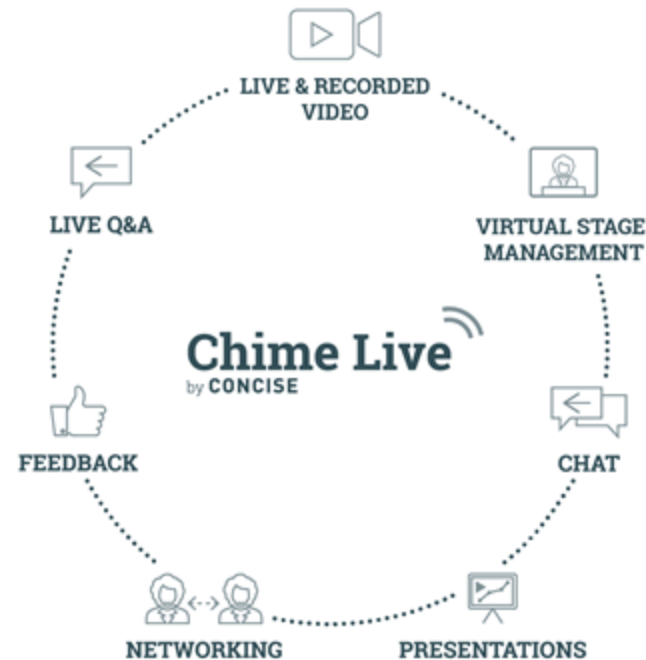 LIVE & RECORDED
VIDEO
LIVE Q&A
VIRTUAL STAGE
MANAGEMENT
Chime Live
by CONCISE
FEEDBACK
CHAT
NETWORKING
PRESENTATIONS